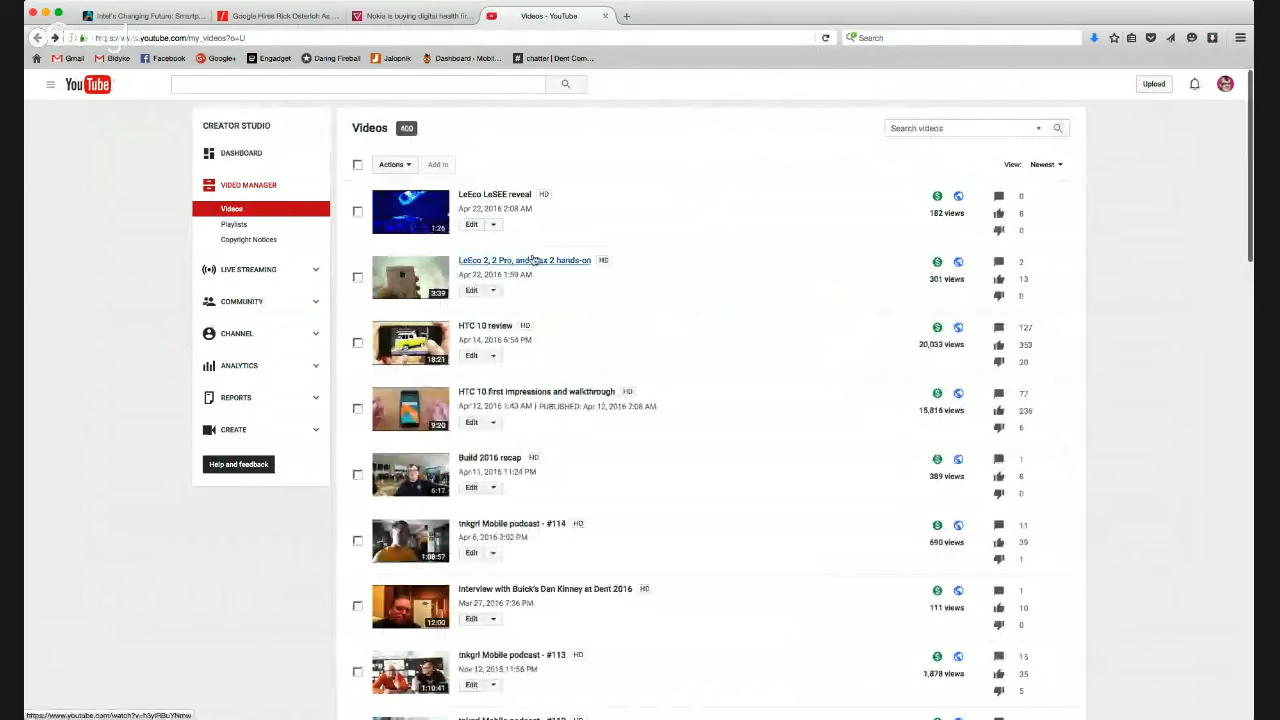 Intel's Changing Future: Smartp...
Google Hires Rick Osterloh As ...
Nokia is buying digital health fir...
Videos - YouTube
https://www.youtube.com/my_videos?o=U
Search
Gmail
Bidyke
Facebook
Google+
Engadget
Daring Fireball
Jalopnik
Dashboard ‹ Mobil...
chatter | Dent Com...
YouTube
Upload
CREATOR STUDIO
DASHBOARD
VIDEO MANAGER
Videos
Playlists
Copyright Notices
LIVE STREAMING
COMMUNITY
CHANNEL
ANALYTICS
REPORTS
CREATE
Help and feedback
Videos 400
Search videos
Actions
Add to
View: Newest
LeEco LeSEE reveal HD
Apr 22, 2016 2:08 AM
Edit
1:26
182 views
0
8
0
LeEco 2, 2 Pro, and Max 2 hands-on HD
Apr 22, 2016 1:59 AM
Edit
3:39
301 views
2
13
0
HTC 10 review HD
Apr 14, 2016 6:54 PM
Edit
18:21
20,033 views
127
353
20
HTC 10 first impressions and walkthrough HD
Apr 12, 2016 1:43 AM | PUBLISHED: Apr 12, 2016 7:08 AM
Edit
9:20
15,816 views
77
236
6
Build 2016 recap HD
Apr 11, 2016 11:24 PM
Edit
6:17
389 views
1
8
0
tnkgrl Mobile podcast - #114 HD
Apr 6, 2016 3:02 PM
Edit
1:08:57
690 views
11
39
1
Interview with Buick's Dan Kinney at Dent 2016 HD
Mar 27, 2016 7:36 PM
Edit
12:00
111 views
1
10
0
tnkgrl Mobile podcast - #113 HD
Nov 12, 2015 11:56 PM
Edit
1:10:41
1,878 views
16
35
5